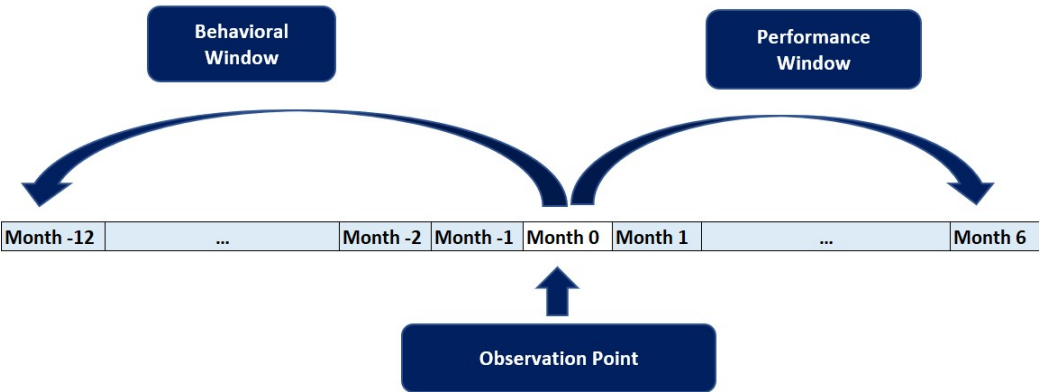 Behavioral
Window
Performance
Window
Month -12 ... Month -2 Month -1 Month 0 Month 1 ... Month 6
Observation Point